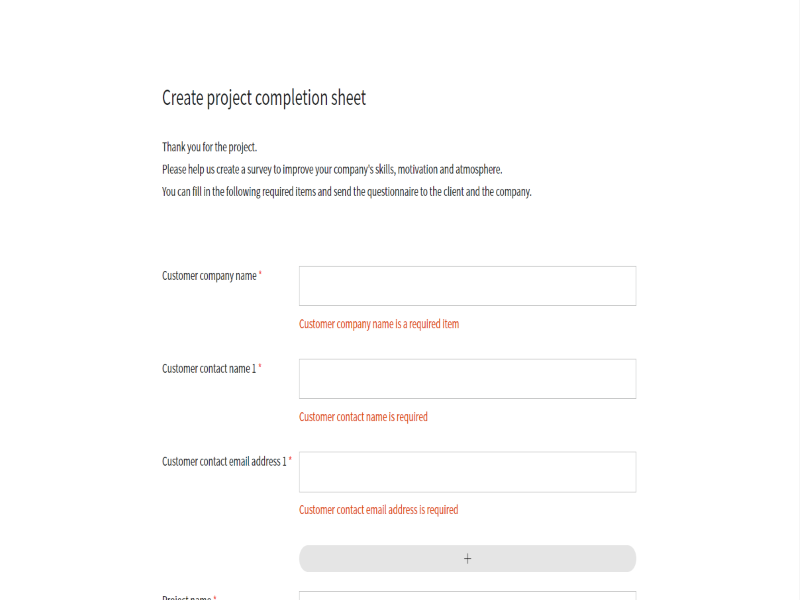 Create project completion sheet
Thank you for the project.
Please help us create a survey to improve your company's skills, motivation and atmosphere.
You can fill in the following required items and send the questionnaire to the client and the company.
Customer company name *
Customer company name is a required item
Customer contact name 1 *
Customer contact name is required
Customer contact email address 1 *
Customer contact email address is required
+
Project name *